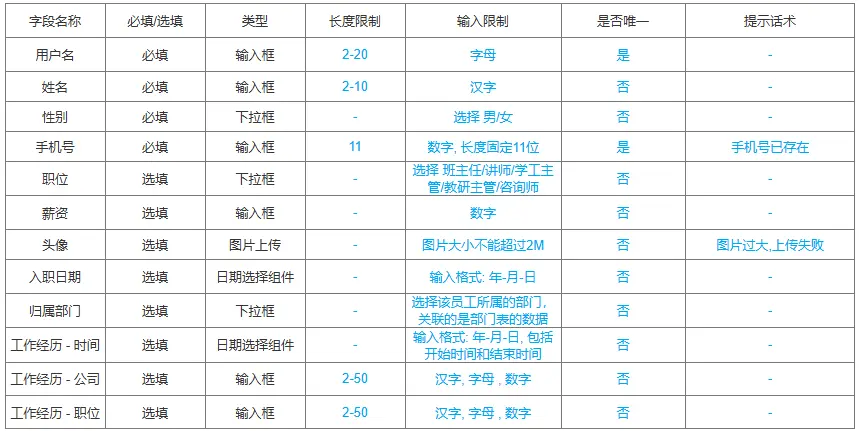 字段名称 必填/选填 类型 长度限制 输入限制 是否唯一 提示话术
用户名 必填 输入框 2-20 字母 是 -
姓名 必填 输入框 2-10 汉字 否 -
性别 必填 下拉框 - 选择 男/女 否 -
手机号 必填 输入框 11 数字, 长度固定11位 是 手机号已存在
职位 选填 下拉框 - 选择 班主任/讲师/学工主
管/教研主管/咨询师 否 -
薪资 选填 输入框 - 数字 否 -
头像 选填 图片上传 - 图片大小不能超过2M 否 图片过大,上传失败
入职日期 选填 日期选择组件 - 输入格式: 年-月-日 否 -
归属部门 选填 下拉框 - 选择该员工所属的部门,
关联的是部门表的数据 否 -
工作经历 - 时间 选填 日期选择组件 - 输入格式: 年-月-日, 包括
开始时间和结束时间 否 -
工作经历 - 公司 选填 输入框 2-50 汉字, 字母 , 数字 否 -
工作经历 - 职位 选填 输入框 2-50 汉字, 字母 , 数字 否 -